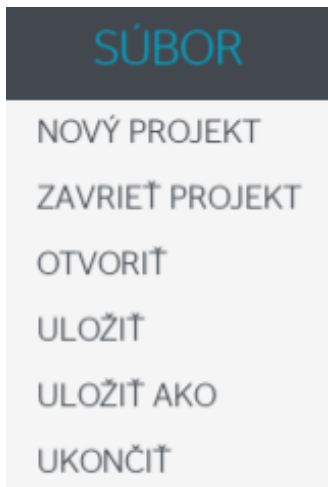 SÚBOR
NOVÝ PROJEKT
ZAVRIEŤ PROJEKT
OTVORIŤ
ULOŽIŤ
ULOŽIŤ AKO
UKONČIŤ